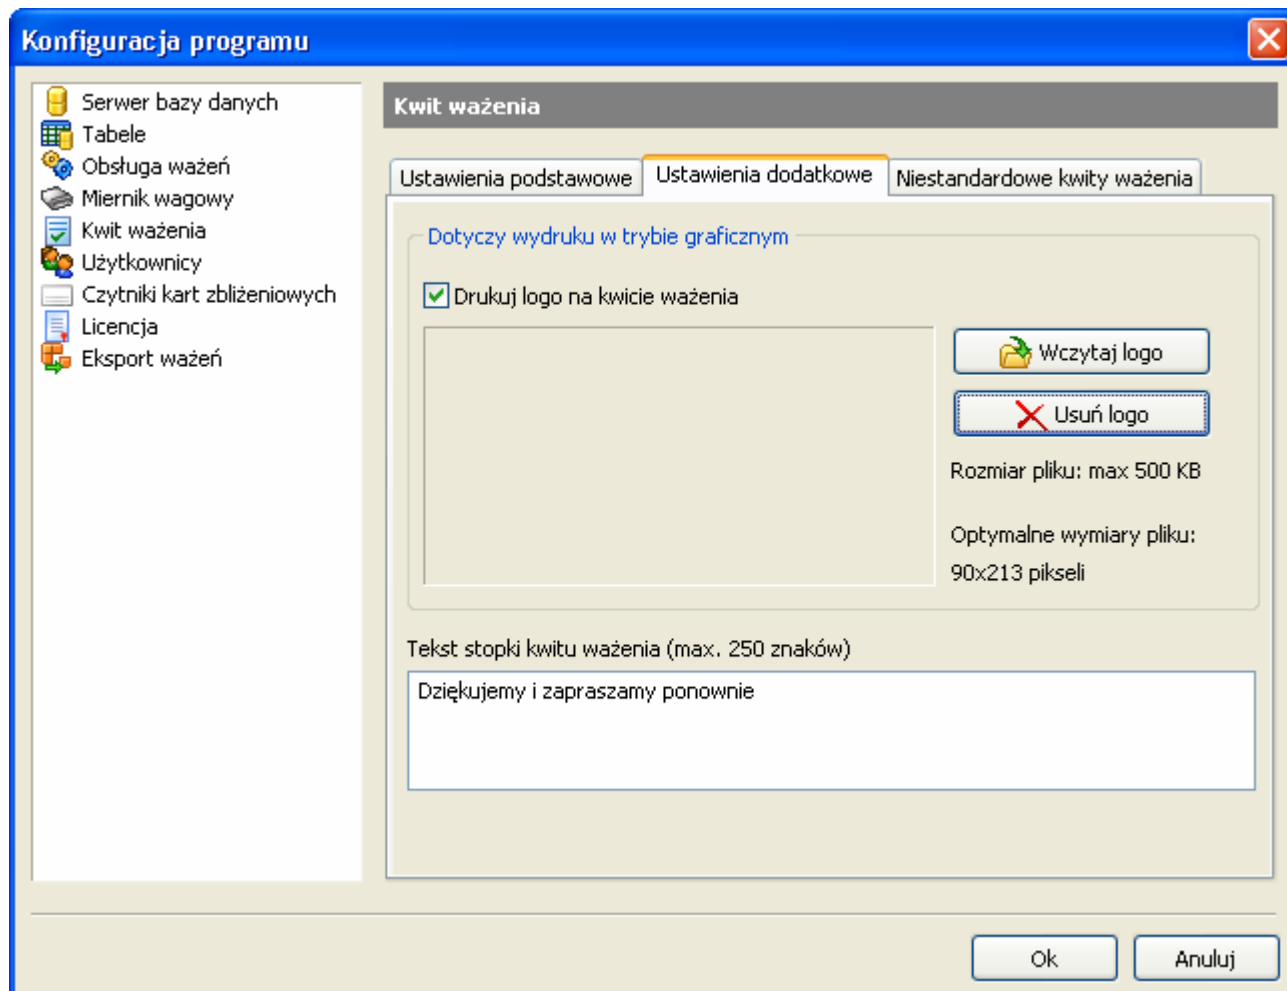 Konfiguracja programu
Serwer bazy danych
Tabele
Obsługa ważeń
Miernik wagowy
Kwit ważenia
Użytkownicy
Czytniki kart zbliżeniowych
Licencja
Eksport ważeń
Kwit ważenia
Ustawienia podstawowe
Ustawienia dodatkowe
Niestandardowe kwity ważenia
Dotyczy wydruku w trybie graficznym
Drukuj logo na kwicie ważenia
Wczytaj logo
Usuń logo
Rozmiar pliku: max 500 KB
Optymalne wymiary pliku:
90x213 pikseli
Tekst stopki kwitu ważenia (max. 250 znaków)
Dziękujemy i zapraszamy ponownie
Ok
Anuluj